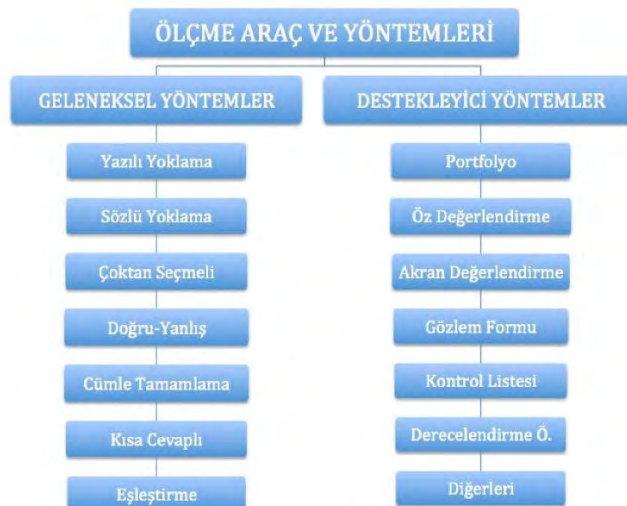 ÖLÇME ARAÇ VE YÖNTEMLERİ
GELENEKSEL YÖNTEMLER
Yazılı Yoklama
Sözlü Yoklama
Çoktan Seçmeli
Doğru-Yanlış
Cümle Tamamlama
Kısa Cevaplı
Eşleştirme
DESTEKLEYİCİ YÖNTEMLER
Portfolyo
Öz Değerlendirme
Akran Değerlendirme
Gözlem Formu
Kontrol Listesi
Derecelendirme Ö.
Diğerleri